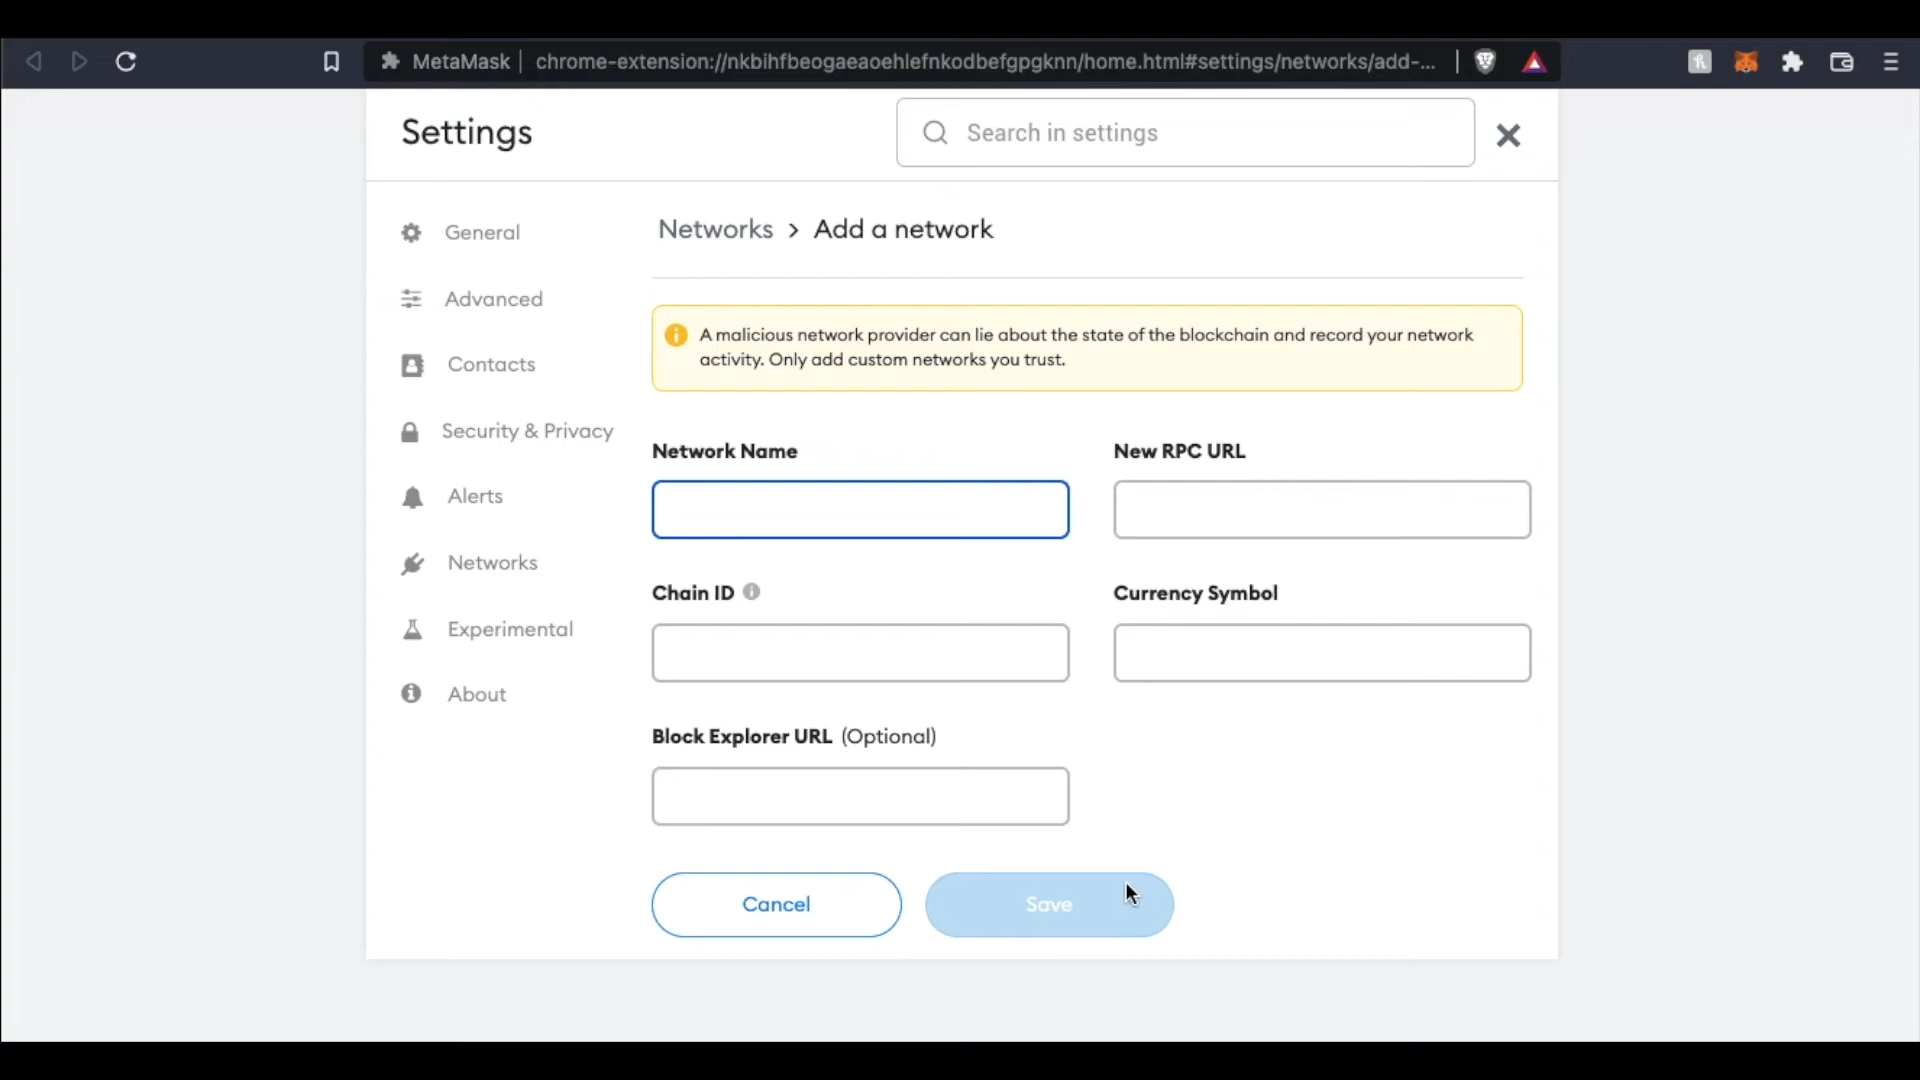 MetaMask
chrome-extension://nkbihfbeogaeaoehlefnkodbefgpgknn/home.html#settings/networks/add-...
Settings
Search in settings
General
Advanced
Contacts
Security & Privacy
Alerts
Networks
Experimental
About
Networks > Add a network
A malicious network provider can lie about the state of the blockchain and record your network
activity. Only add custom networks you trust.
Network Name
New RPC URL
Chain ID
Currency Symbol
Block Explorer URL (Optional)
Cancel
Save